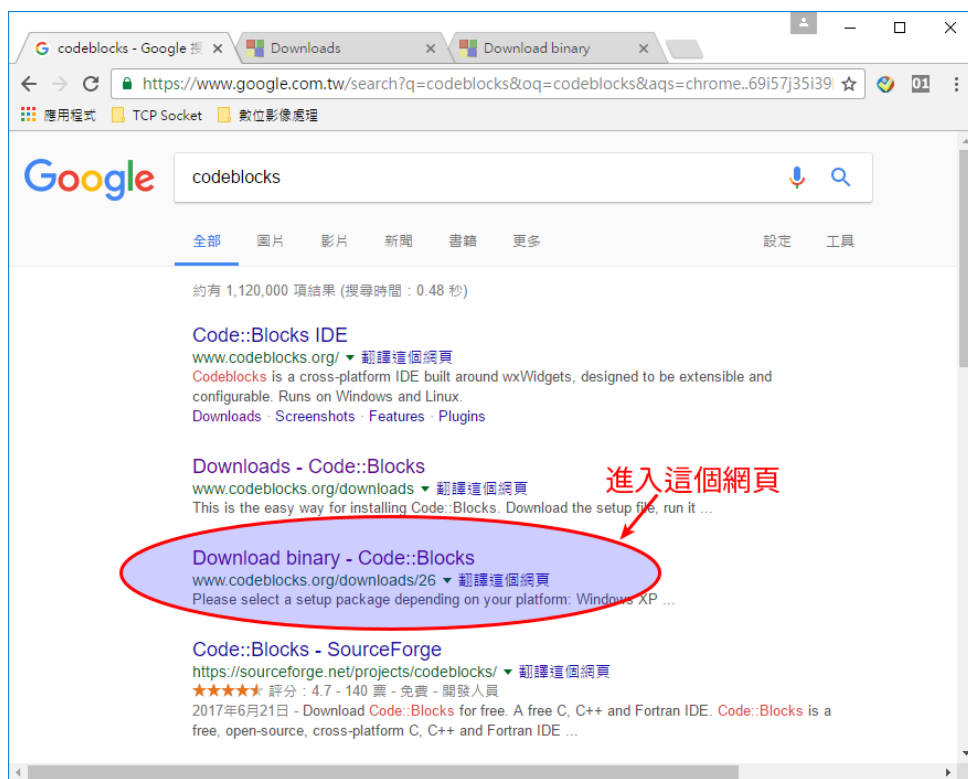 codeblocks - Google 搜
Downloads
Download binary
https://www.google.com.tw/search?q=codeblocks&oq=codeblocks&aqs=chrome..69i57j35i39l
01
應用程式 TCP Socket 數位影像處理
Google
codeblocks
全部 圖片 影片 新聞 書籍 更多 設定 工具
約有 1,120,000 項結果 (搜尋時間：0.48 秒)
Code::Blocks IDE
www.codeblocks.org/ ▼ 翻譯這個網頁
Codeblocks is a cross-platform IDE built around wxWidgets, designed to be extensible and
configurable. Runs on Windows and Linux.
Downloads · Screenshots · Features · Plugins
Downloads - Code::Blocks
進入這個網頁
www.codeblocks.org/downloads ▼ 翻譯這個網頁
This is the easy way for installing Code::Blocks. Download the setup file, run it ...
Download binary - Code::Blocks
www.codeblocks.org/downloads/26 ▼ 翻譯這個網頁
Please select a setup package depending on your platform: Windows XP ...
Code::Blocks - SourceForge
https://sourceforge.net/projects/codeblocks/ ▼ 翻譯這個網頁
評分：4.7 - 140 票 - 免費 - 開發人員
2017年6月21日 - Download Code::Blocks for free. A free C, C++ and Fortran IDE. Code::Blocks is a
free, open-source, cross-platform C, C++ and Fortran IDE ...